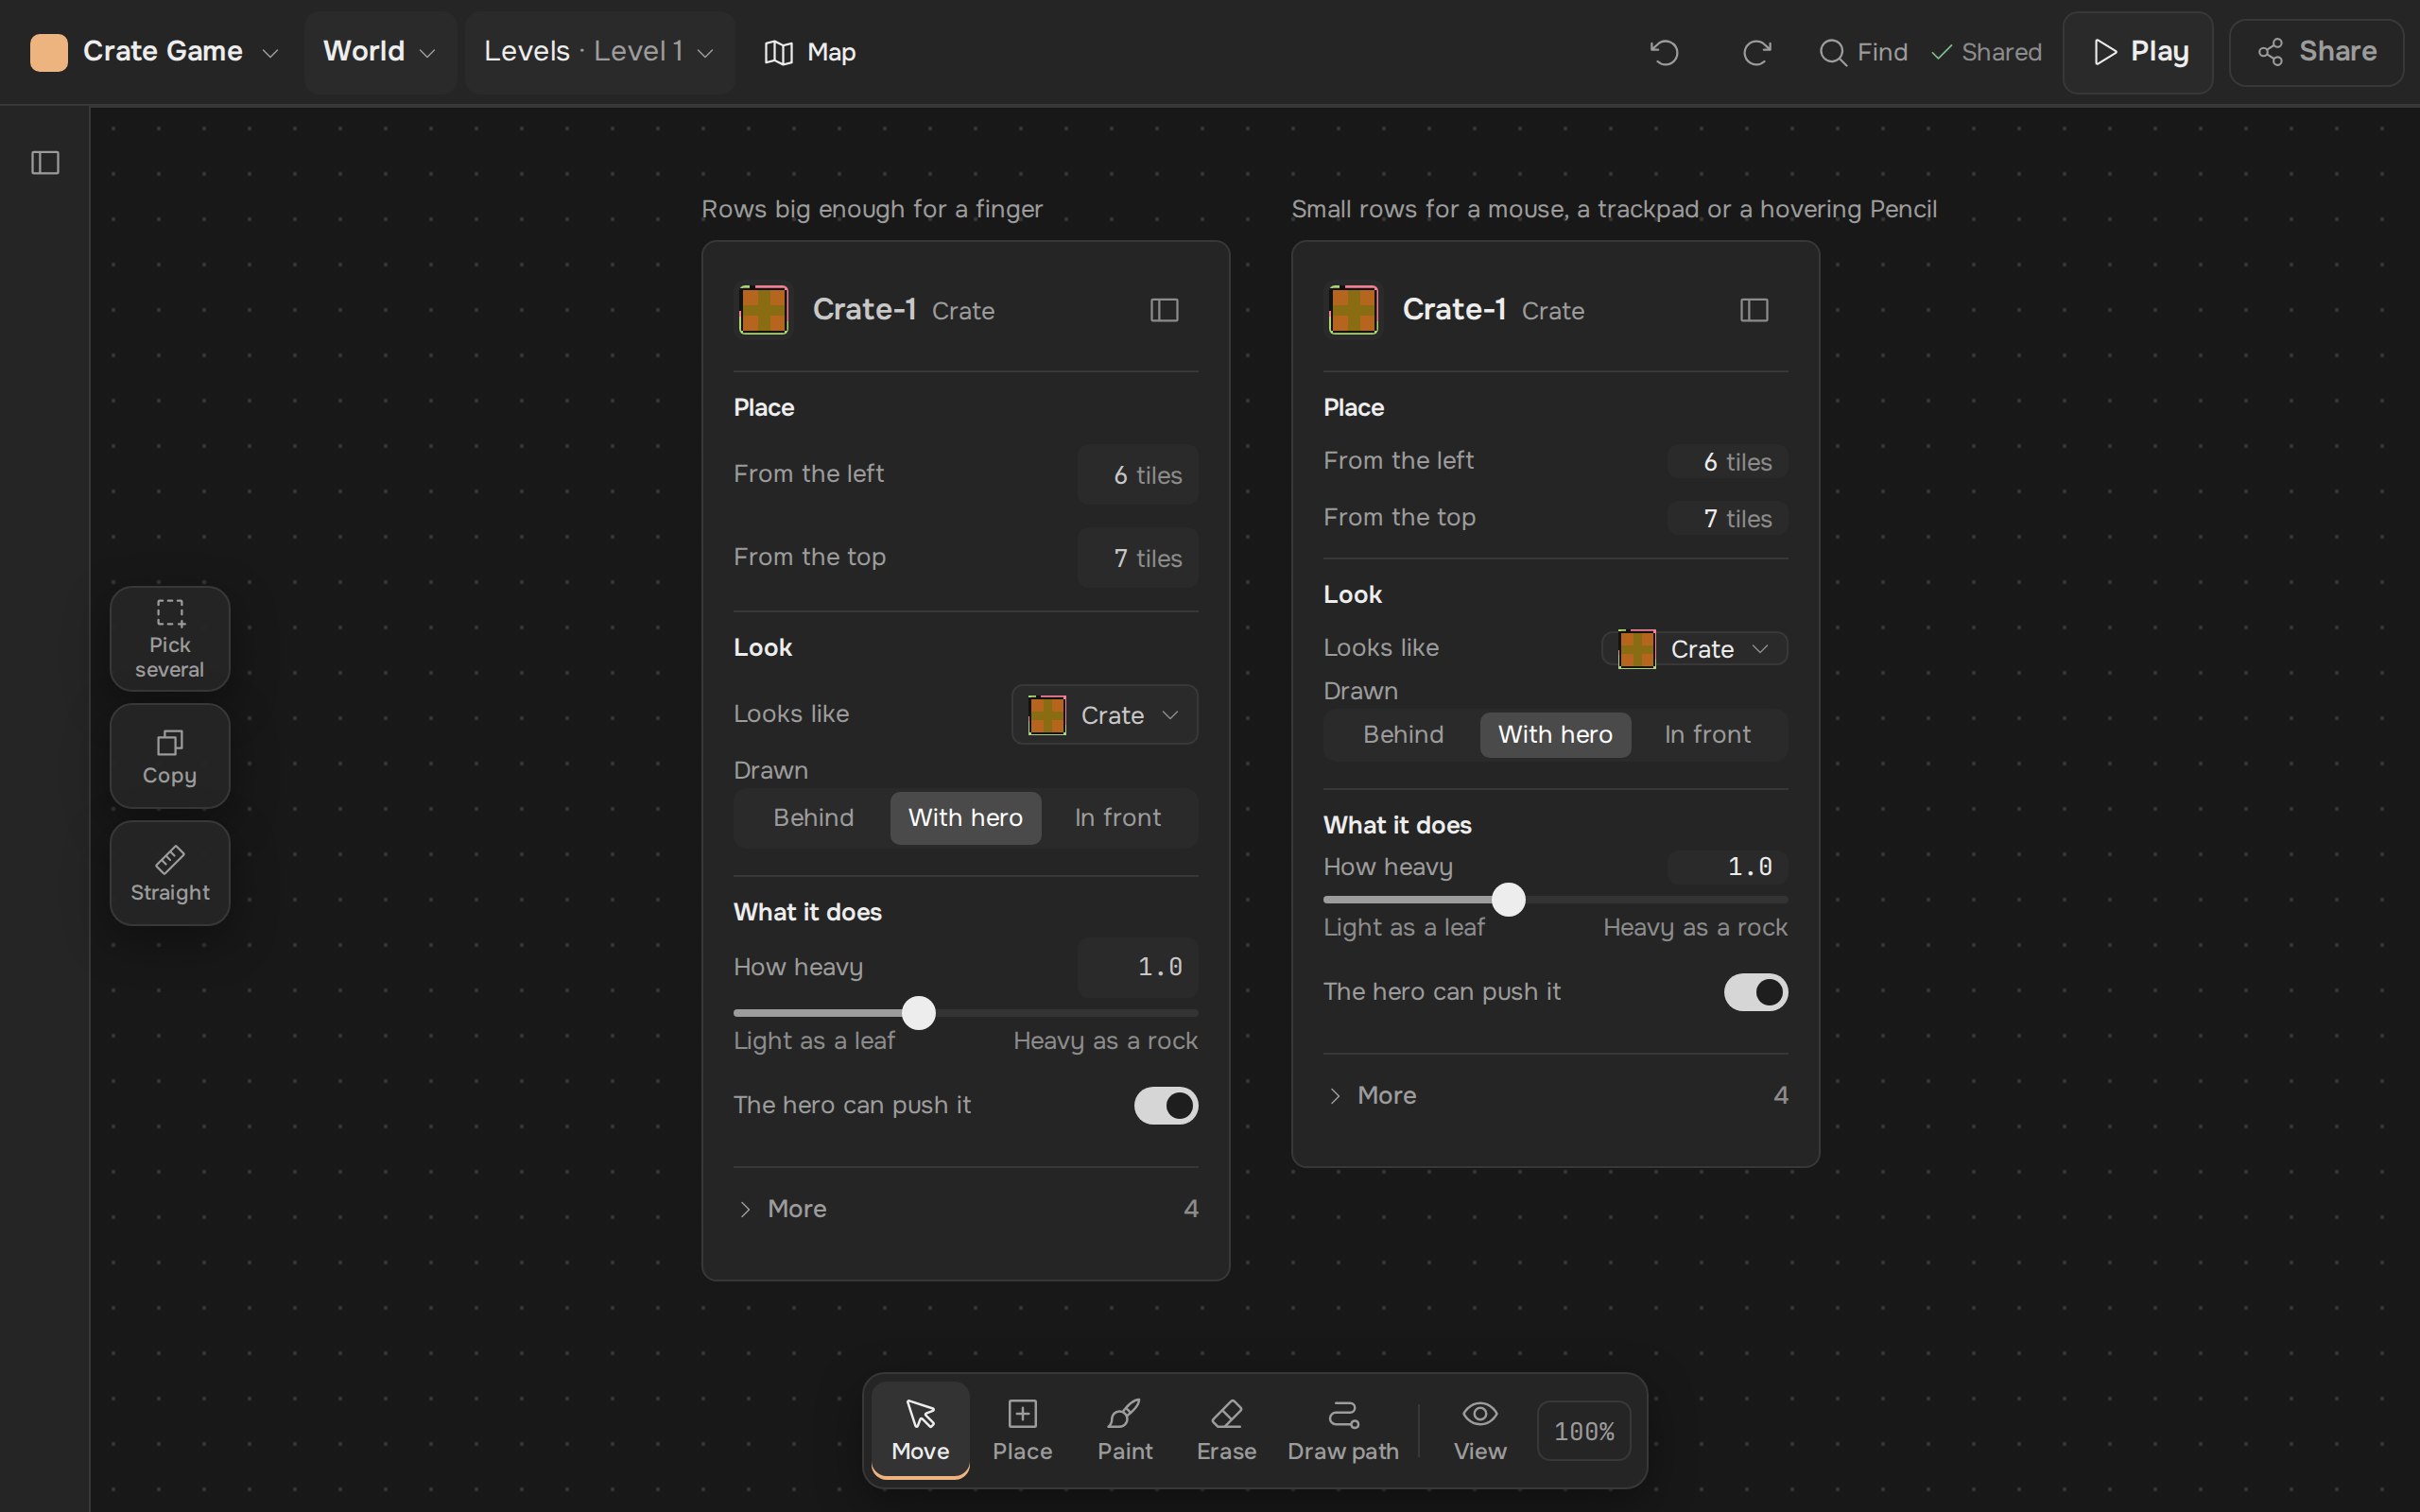 Crate Game
World
Levels · Level 1
Map
Find
Shared
Play
Share
Rows big enough for a finger
Crate-1 Crate
Place
From the left
6 tiles
From the top
7 tiles
Look
Looks like
Crate
Drawn
Behind
With hero
In front
What it does
How heavy
1.0
Light as a leaf
Heavy as a rock
The hero can push it
More
4
Small rows for a mouse, a trackpad or a hovering Pencil
Crate-1 Crate
Place
From the left
6 tiles
From the top
7 tiles
Look
Looks like
Crate
Drawn
Behind
With hero
In front
What it does
How heavy
1.0
Light as a leaf
Heavy as a rock
The hero can push it
More
4
Pick
several
Copy
Straight
Move
Place
Paint
Erase
Draw path
View
100%